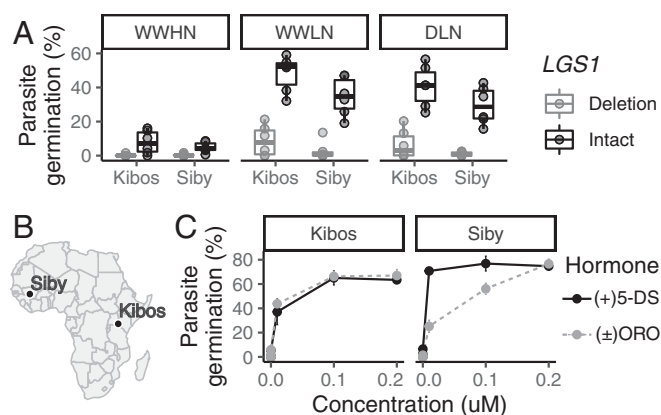 A
WWHN WWLN DLN
Parasite
germination (%)
60
40
20
0
Kibos Siby Kibos Siby Kibos Siby
LGS1
Deletion
Intact
B
Siby
Kibos
C
Kibos Siby
Parasite
germination (%)
80
60
40
20
0
0.0 0.1 0.2 0.0 0.1 0.2
Concentration (uM)
Hormone
(+)5-DS
(±)ORO